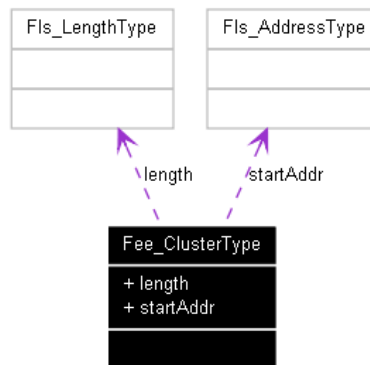 Fls_LengthType
Fls_AddressType
length
startAddr
Fee_ClusterType
+ length
+ startAddr